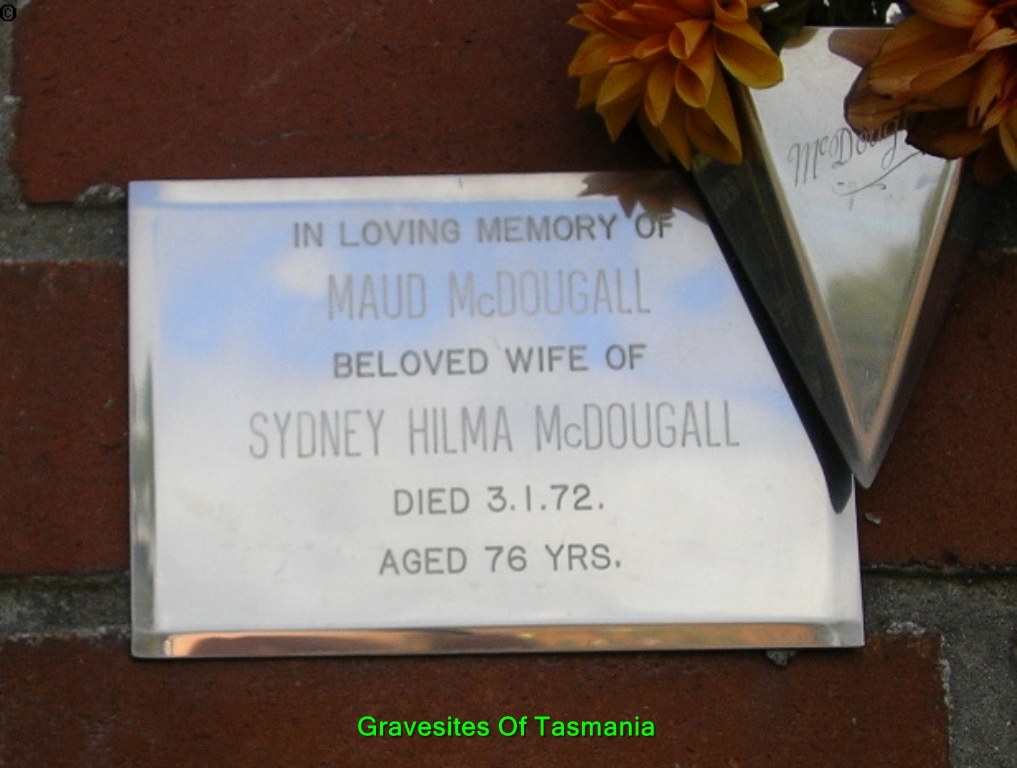 ©
McDoug
IN LOVING MEMORY OF
MAUD McDOUGALL
BELOVED WIFE OF
SYDNEY HILMA McDOUGALL
DIED 3.1.72.
AGED 76 YRS.
Gravesites Of Tasmania